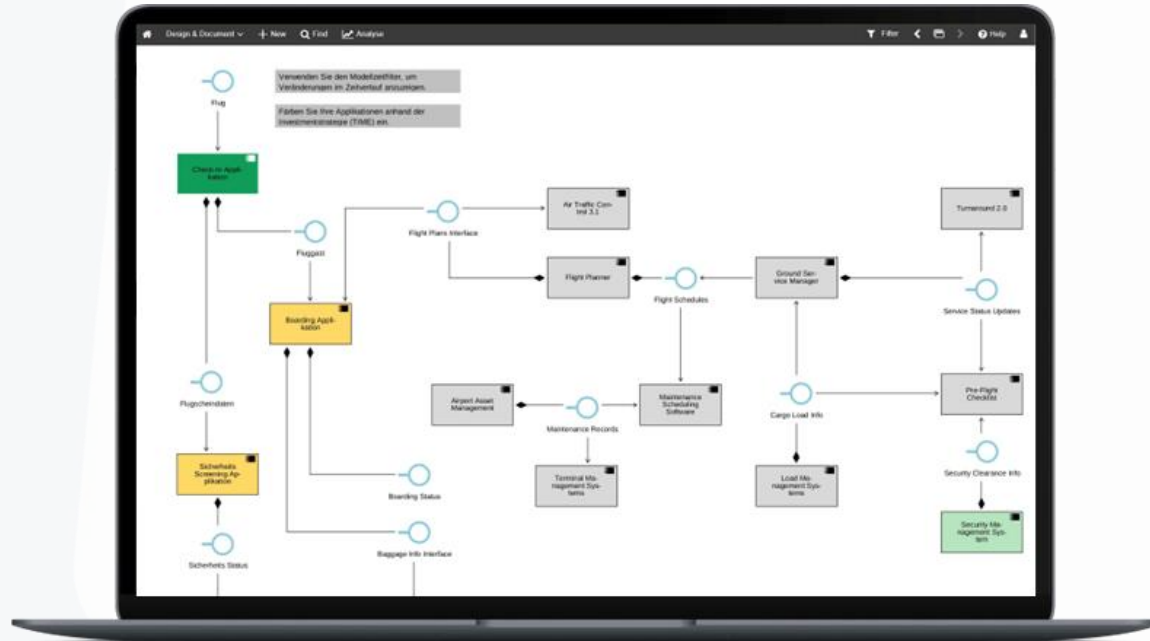 Design & Document
New
Find
Analyse
Filter
Help
Verwenden Sie den Modellzeitfilter, um
Veränderungen im Zeitverlauf anzuzeigen.
Färben Sie Ihre Applikationen anhand der
Investmentstrategie (TIME) ein.
Flug
Check-In Appli-
kation
Fluggast
Flight Plans Interface
Air Traffic Con-
trol 3.1
Turnaround 2.0
Flight Planner
Flight Schedules
Ground Ser-
vice Manager
Service Status Updates
Boarding Appli-
kation
Flugscheindaten
Airport Asset
Management
Maintenance Records
Maintenance
Scheduling
Software
Cargo Load Info
Pre-Flight
Checklist
Sicherheits
Screening Ap-
plikation
Boarding Status
Terminal Ma-
nagement Sys-
tems
Load Ma-
nagement Sys-
tems
Security Clearance Info
Security Ma-
nagement Sys-
tem
Sicherheits Status
Baggage Info Interface